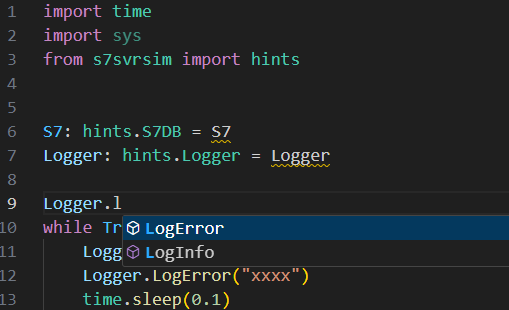 1 import time
2 import sys
3 from s7svrsim import hints
4
5
6 S7: hints.S7DB = S7
7 Logger: hints.Logger = Logger
8
9 Logger.l
10 while Tr
LogError
11 Logg
LogInfo
12 Logger.LogError("xxxx")
13 time.sleep(0.1)